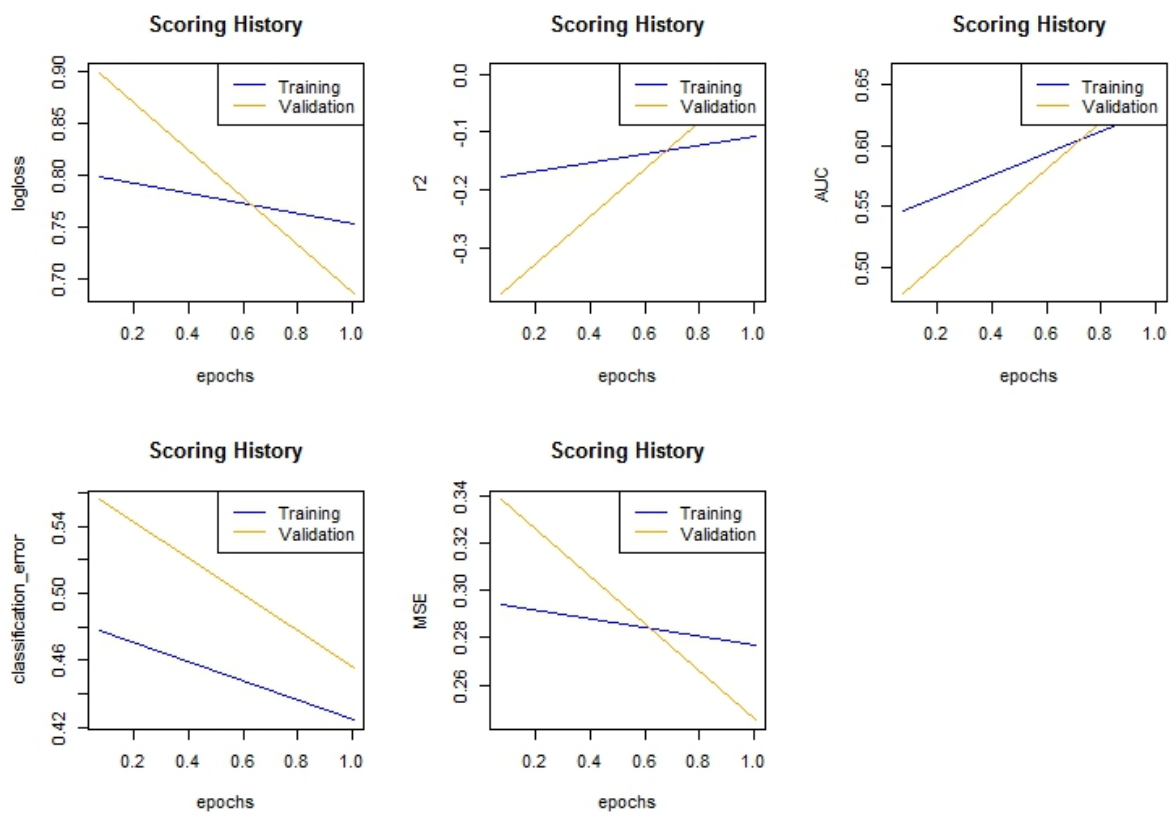 Scoring History
logloss
0.90
0.85
0.80
0.75
0.70
Training
Validation
0.2 0.4 0.6 0.8 1.0
epochs
Scoring History
r2
0.0
-0.1
-0.2
-0.3
Training
Validation
0.2 0.4 0.6 0.8 1.0
epochs
Scoring History
AUC
0.65
0.60
0.55
0.50
Training
Validation
0.2 0.4 0.6 0.8 1.0
epochs
Scoring History
classification_error
0.54
0.50
0.46
0.42
Training
Validation
0.2 0.4 0.6 0.8 1.0
epochs
Scoring History
MSE
0.34
0.32
0.30
0.28
0.26
Training
Validation
0.2 0.4 0.6 0.8 1.0
epochs